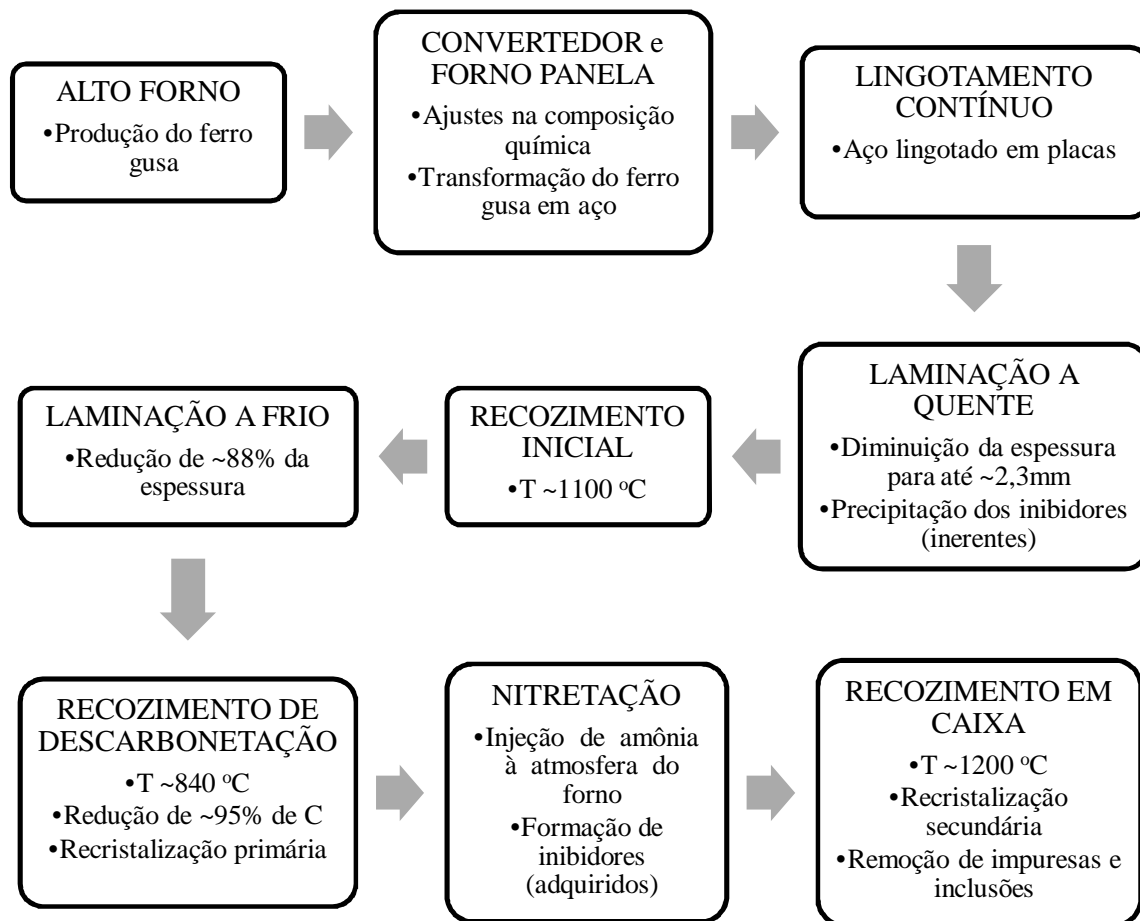 ALTO FORNO
•Produção do ferro
gusa
CONVERTEDOR e
FORNO PANELA
•Ajustes na composição
química
•Transformação do ferro
gusa em aço
LINGOTAMENTO
CONTÍNUO
•Aço lingotado em placas
LAMINAÇÃO A
QUENTE
•Diminuição da espessura
para até ~2,3mm
•Precipitação dos inibidores
(inerentes)
RECOZIMENTO
INICIAL
•T ~1100 ºC
LAMINAÇÃO A FRIO
•Redução de ~88% da
espessura
RECOZIMENTO DE
DESCARBONETAÇÃO
•T ~840 ºC
•Redução de ~95% de C
•Recristalização primária
NITRETAÇÃO
•Injeção de amônia
à atmosfera do
forno
•Formação de
inibidores
(adquiridos)
RECOZIMENTO EM
CAIXA
•T ~1200 ºC
•Recristalização
secundária
•Remoção de impuresas e
inclusões